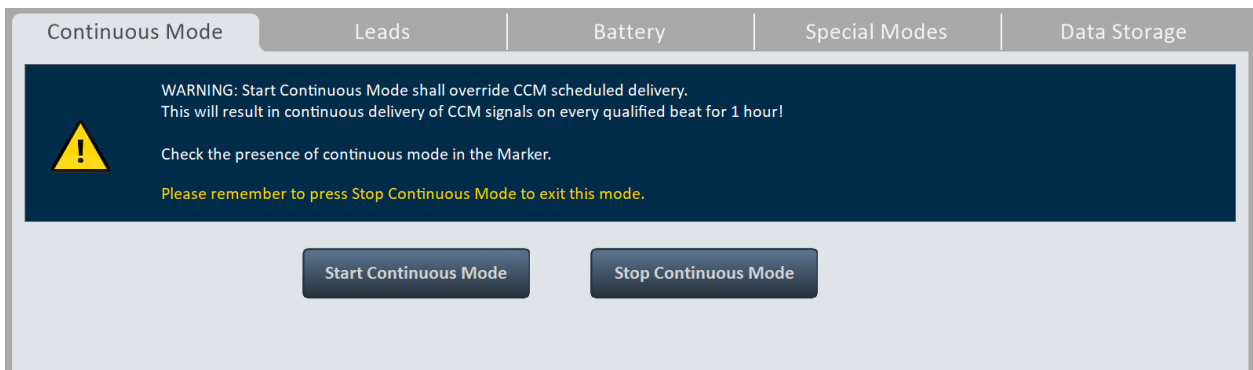 Continuous Mode
Leads
Battery
Special Modes
Data Storage
WARNING: Start Continuous Mode shall override CCM scheduled delivery.
This will result in continuous delivery of CCM signals on every qualified beat for 1 hour!
Check the presence of continuous mode in the Marker.
Please remember to press Stop Continuous Mode to exit this mode.
Start Continuous Mode
Stop Continuous Mode